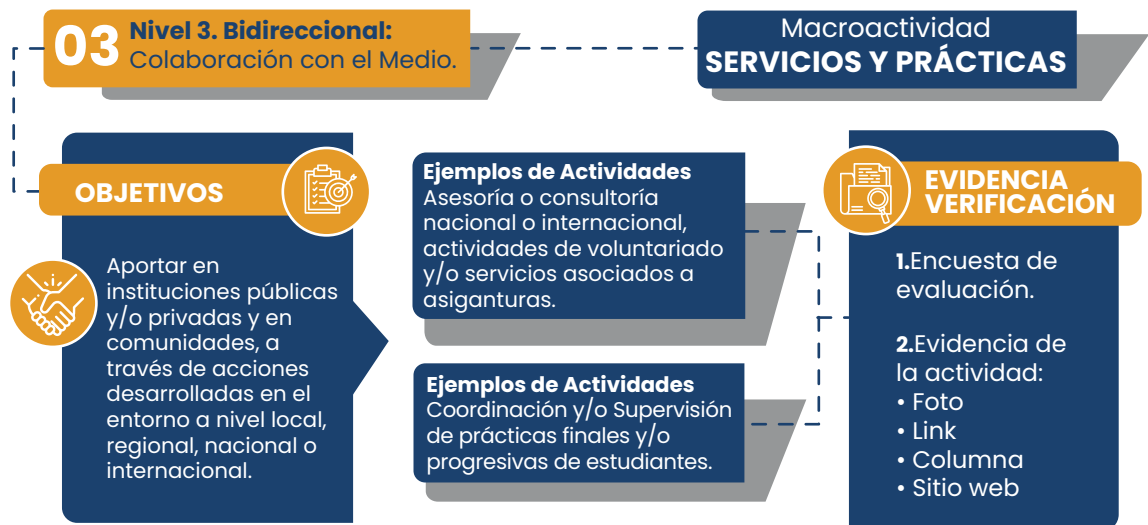 03
Nivel 3. Bidireccional:
Colaboración con el Medio.
Macroactividad
SERVICIOS Y PRÁCTICAS
OBJETIVOS
Aportar en
instituciones públicas
y/o privadas y en
comunidades, a
través de acciones
desarrolladas en el
entorno a nivel local,
regional, nacional o
internacional.
Ejemplos de Actividades
Asesoría o consultoría
nacional o internacional,
actividades de voluntariado
y/o servicios asociados a
asiganturas.
Ejemplos de Actividades
Coordinación y/o Supervisión
de prácticas finales y/o
progresivas de estudiantes.
EVIDENCIA
VERIFICACIÓN
1.Encuesta de
evaluación.
2.Evidencia de
la actividad:
• Foto
• Link
• Columna
• Sitio web